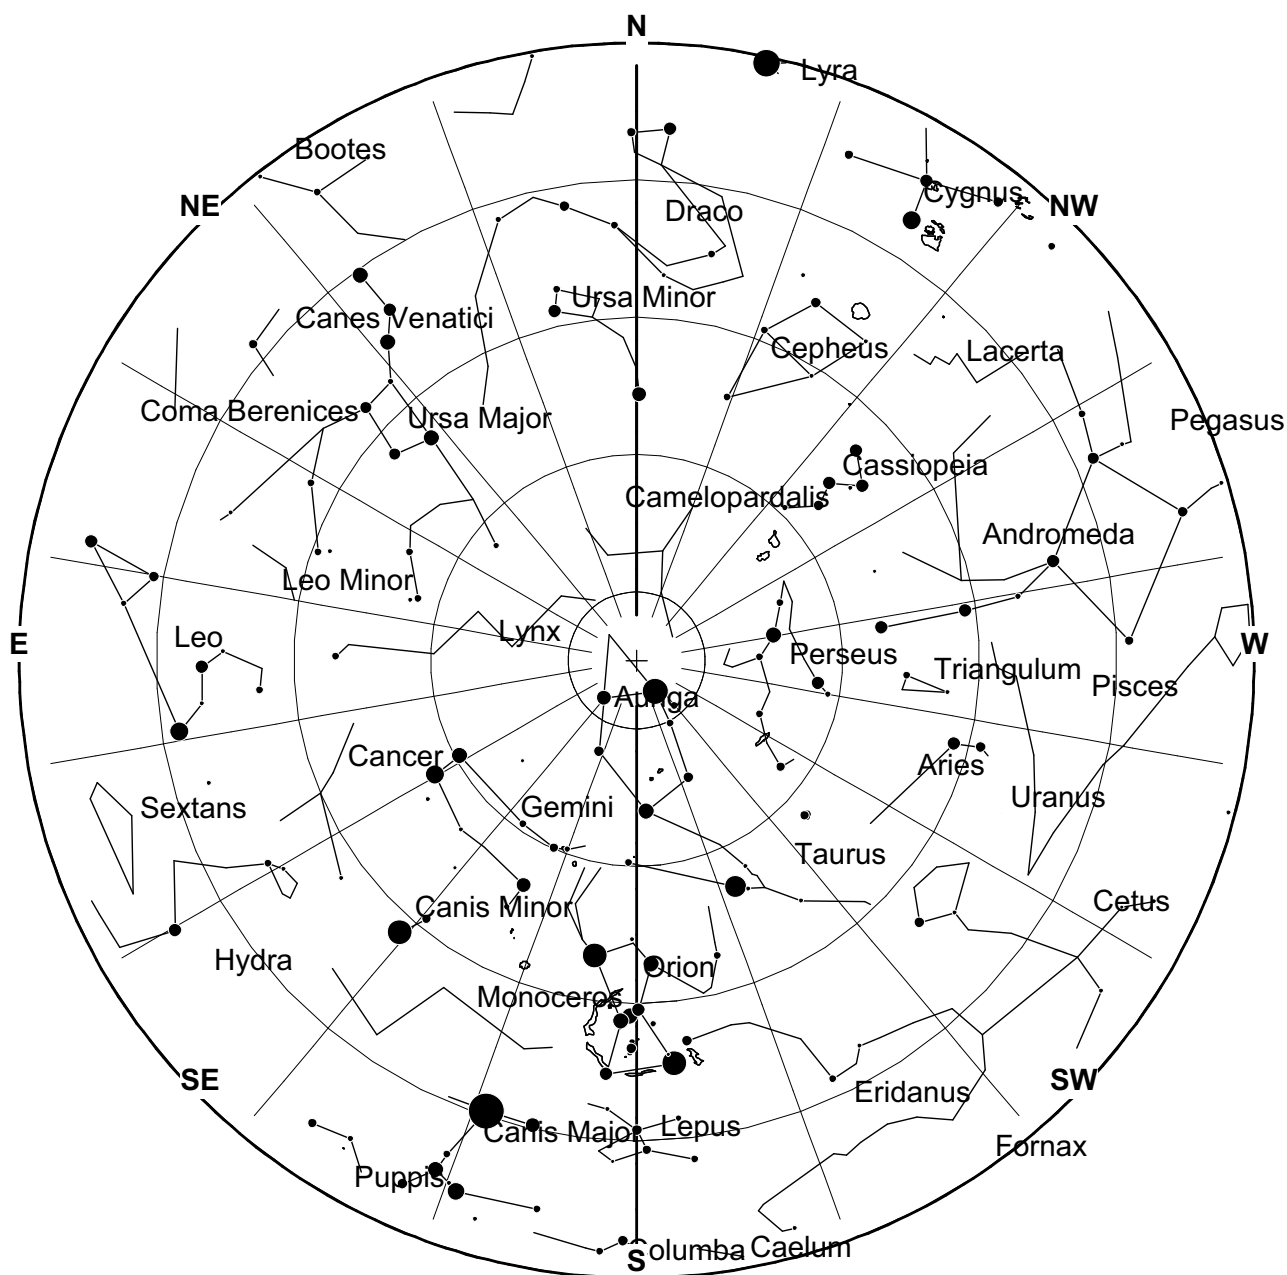 N
Lyra
Bootes
Cygnus
NE
NW
Draco
Ursa Minor
Canes Venatici
Cepheus
Lacerta
Coma Berenices
Ursa Major
Pegasus
Cassiopeia
Camelopardalis
Andromeda
Leo Minor
Lynx
Leo
E
W
Perseus
Triangulum
Pisces
Auriga
Cancer
Aries
Uranus
Sextans
Gemini
Taurus
Canis Minor
Cetus
Hydra
Orion
Monoceros
SE
SW
Eridanus
Canis Major
Lepus
Fornax
Puppis
Columba
Caelum
S